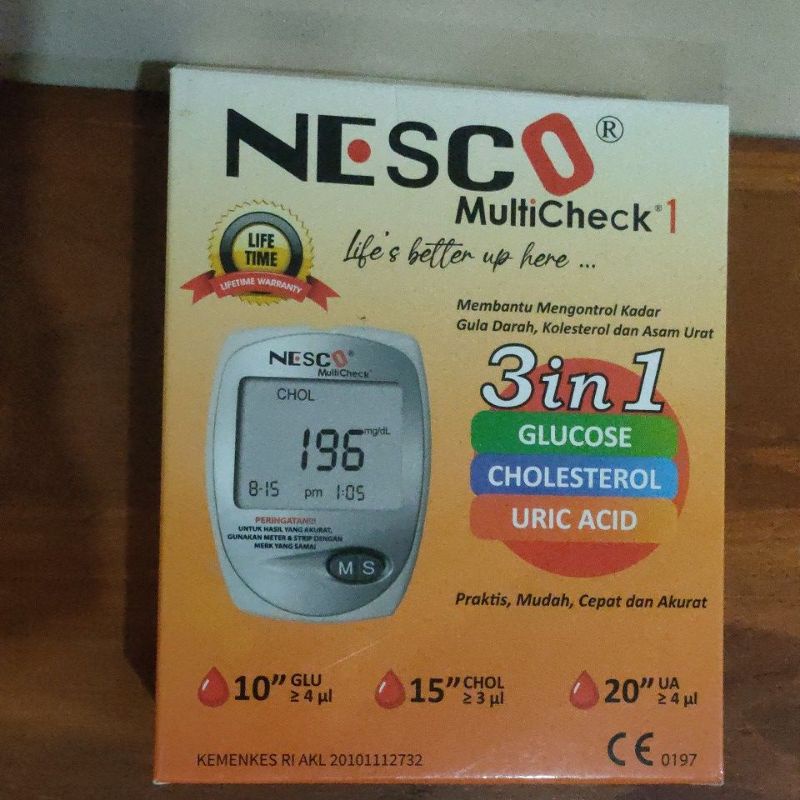 NESCO®
MultiCheck®1
Life's better up here ...
LIFE
TIME
LIFETIME WARRANTY
Membantu Mengontrol Kadar
Gula Darah, Kolesterol dan Asam Urat
3in1
GLUCOSE
CHOLESTEROL
URIC ACID
NESCO®
MultiCheck®
CHOL
196 mg/dL
8-15 pm 1:05
PERINGATAN!!!
UNTUK HASIL YANG AKURAT,
GUNAKAN METER & STRIP DENGAN
MERK YANG SAMA!
M S
Praktis, Mudah, Cepat dan Akurat
10” GLU
≥ 4 µl
15” CHOL
≥ 3 µl
20” UA
≥ 4 µl
KEMENKES RI AKL 20101112732
CE 0197